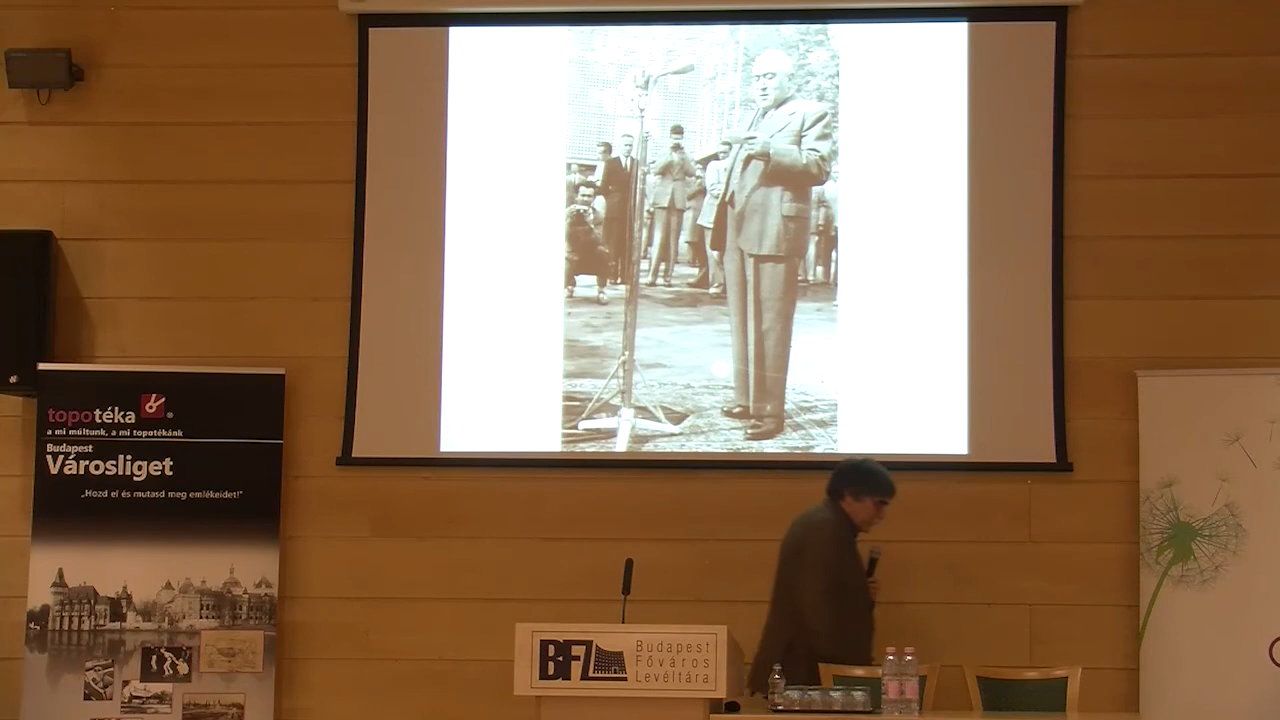 topotéka ®
a mi múltunk, a mi topotékánk
Budapest
Városliget
„Hozd el és mutasd meg emlékeidet!"
BFL
Budapest
Főváros
Levéltára